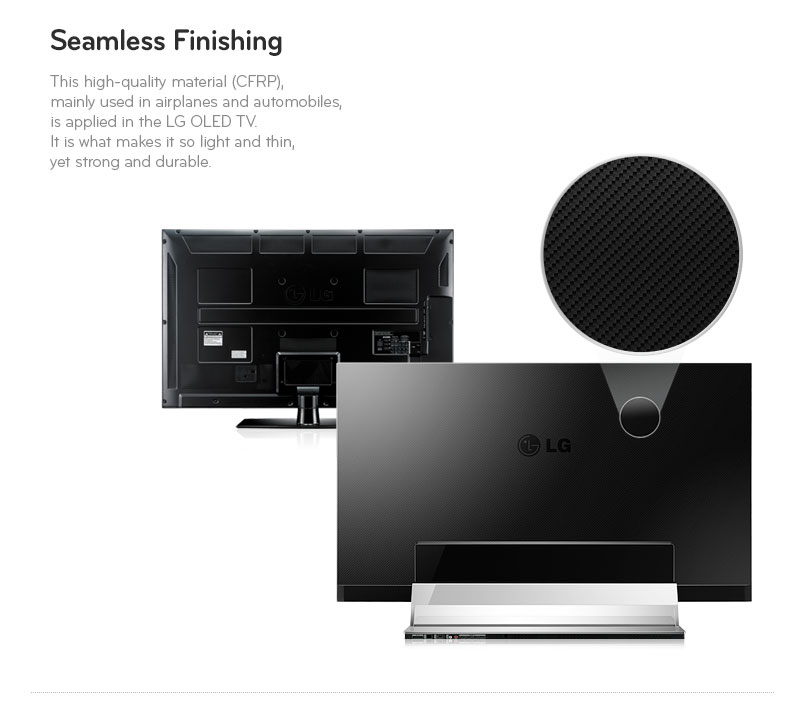 Seamless Finishing
This high-quality material (CFRP),
mainly used in airplanes and automobiles,
is applied in the LG OLED TV.
It is what makes it so light and thin,
yet strong and durable.
LG
LG